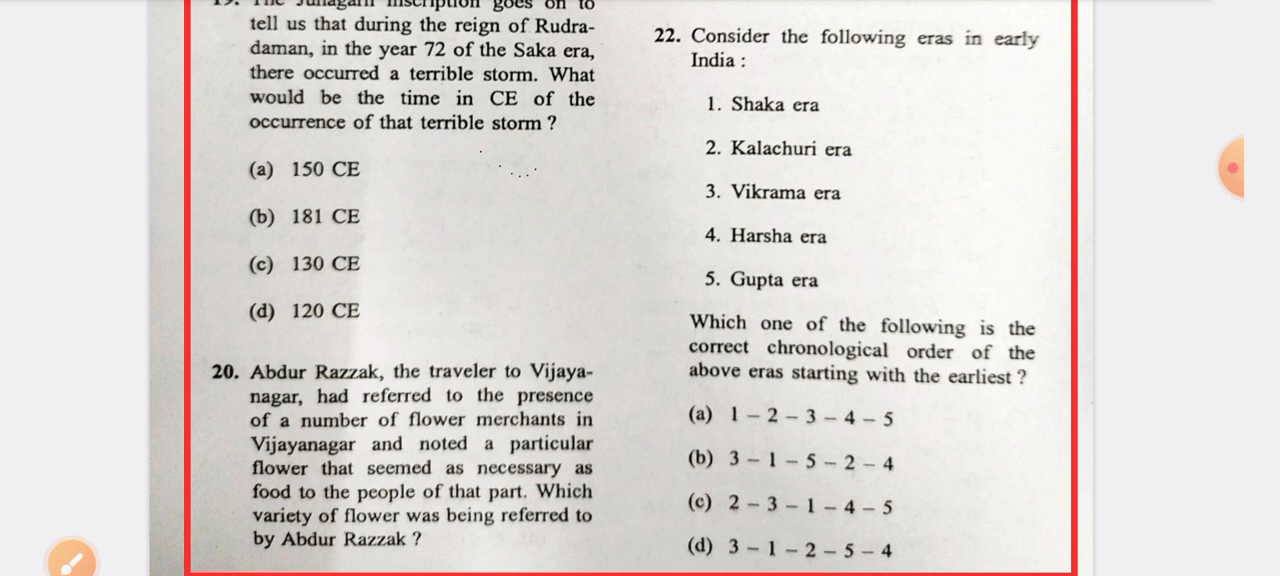 19. The Junagarh inscription goes on to
tell us that during the reign of Rudra-
daman, in the year 72 of the Saka era,
there occurred a terrible storm. What
would be the time in CE of the
occurrence of that terrible storm ?
(a) 150 CE
(b) 181 CE
(c) 130 CE
(d) 120 CE
20. Abdur Razzak, the traveler to Vijaya-
nagar, had referred to the presence
of a number of flower merchants in
Vijayanagar and noted a particular
flower that seemed as necessary as
food to the people of that part. Which
variety of flower was being referred to
by Abdur Razzak ?
22. Consider the following eras in early
India :
1. Shaka era
2. Kalachuri era
3. Vikrama era
4. Harsha era
5. Gupta era
Which one of the following is the
correct chronological order of the
above eras starting with the earliest ?
(a) 1 – 2 – 3 – 4 – 5
(b) 3 – 1 – 5 – 2 – 4
(c) 2 – 3 – 1 – 4 – 5
(d) 3 – 1 – 2 – 5 – 4